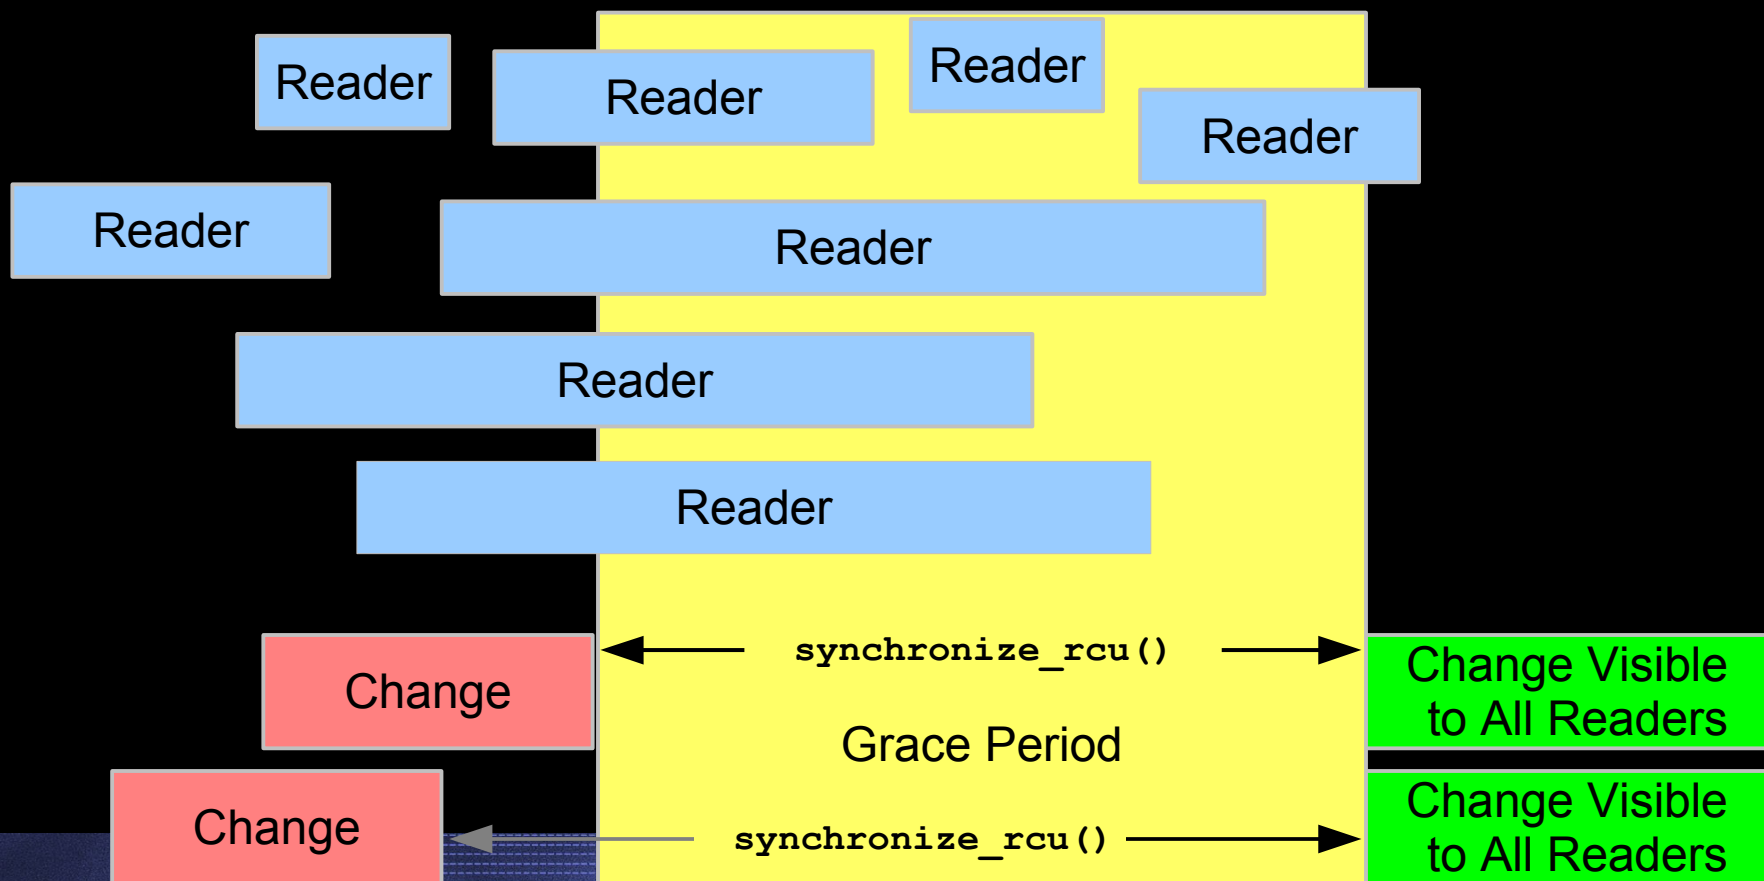 Reader
Reader
Reader
Reader
Reader
Reader
Reader
Reader
synchronize_rcu()
Change
Change Visible
to All Readers
Grace Period
Change
synchronize_rcu()
Change Visible
to All Readers